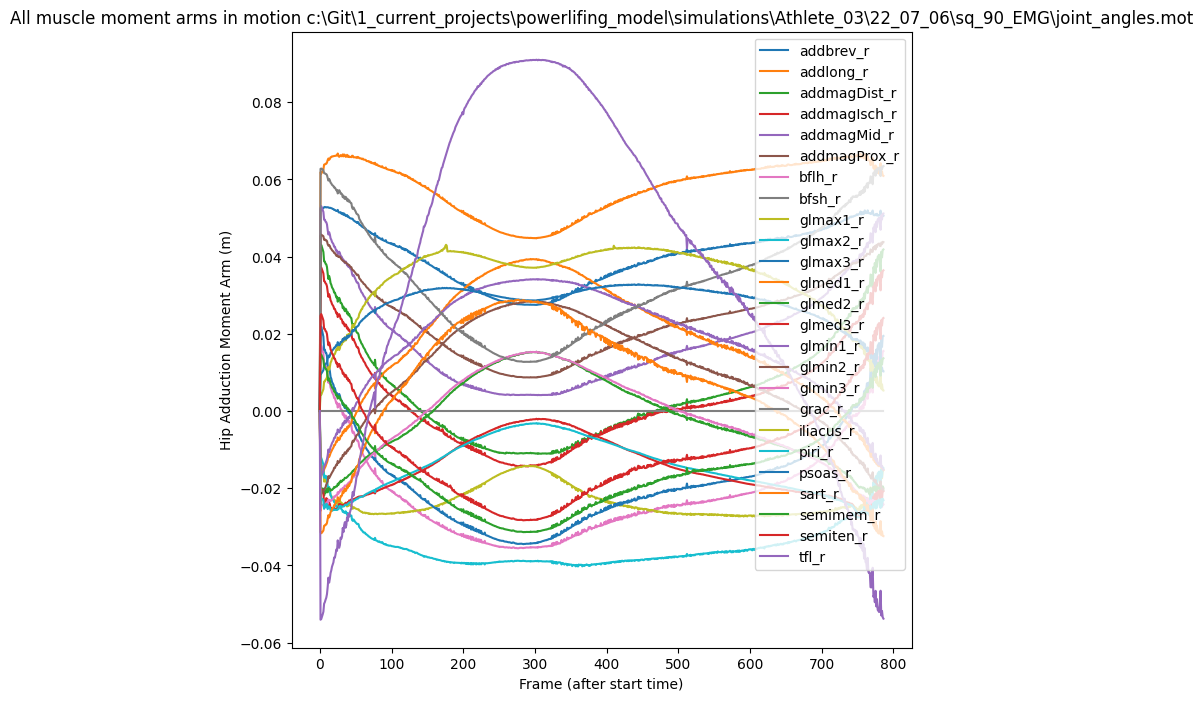 All muscle moment arms in motion c:\Git\1_current_projects\powerlifing_model\simulations\Athlete_03\22_07_06\sq_90_EMG\joint_angles.mot
Hip Adduction Moment Arm (m)
0.08
0.06
0.04
0.02
0.00
−0.02
−0.04
−0.06
addbrev_r
addlong_r
addmagDist_r
addmagIsch_r
addmagMid_r
addmagProx_r
bflh_r
bfsh_r
glmax1_r
glmax2_r
glmax3_r
glmed1_r
glmed2_r
glmed3_r
glmin1_r
glmin2_r
glmin3_r
grac_r
iliacus_r
piri_r
psoas_r
sart_r
semimem_r
semiten_r
tfl_r
0 100 200 300 400 500 600 700 800
Frame (after start time)